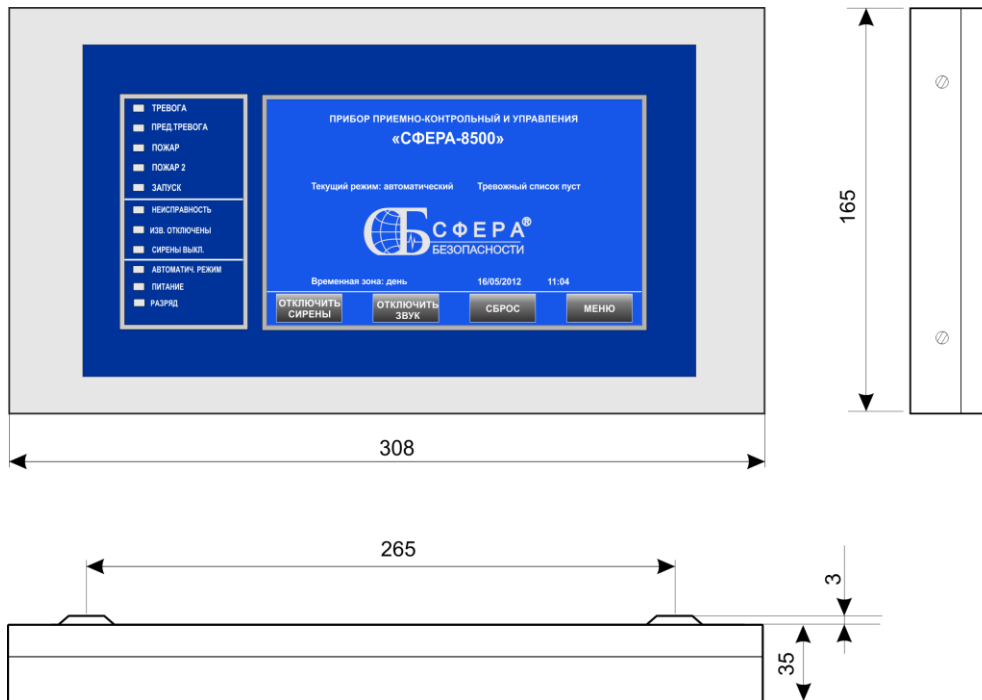 ТРЕВОГА
ПРЕД.ТРЕВОГА
ПОЖАР
ПОЖАР 2
ЗАПУСК
НЕИСПРАВНОСТЬ
ИЗВ. ОТКЛЮЧЕНЫ
СИРЕНЫ ВЫКЛ.
АВТОМАТИЧ. РЕЖИМ
ПИТАНИЕ
РАЗРЯД
ПРИБОР ПРИЕМНО-КОНТРОЛЬНЫЙ И УПРАВЛЕНИЯ
«СФЕРА-8500»
Текущий режим: автоматический Тревожный список пуст
СБ СФЕРА®
БЕЗОПАСНОСТИ
Временная зона: день 16/05/2012 11:04
ОТКЛЮЧИТЬ
СИРЕНЫ
ОТКЛЮЧИТЬ
ЗВУК
СБРОС
МЕНЮ
165
308
265
3
35